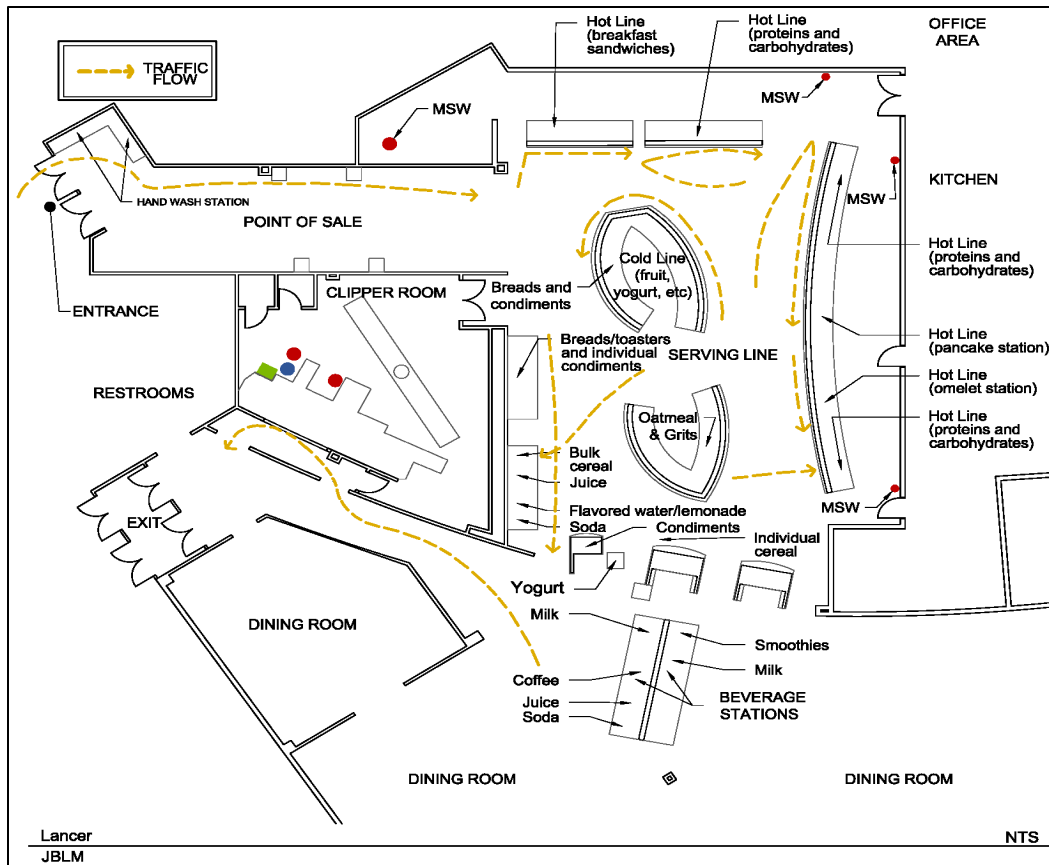 Hot Line
(breakfast
sandwiches)
Hot Line
(proteins and
carbohydrates)
OFFICE
AREA
TRAFFIC
FLOW
MSW
MSW
HAND WASH STATION
POINT OF SALE
MSW
KITCHEN
Hot Line
(proteins and
carbohydrates)
Cold Line
(fruit,
yogurt, etc)
Breads and
condiments
CLIPPER ROOM
ENTRANCE
Breads/toasters
and individual
condiments
SERVING LINE
Hot Line
(pancake station)
Hot Line
(omelet station)
RESTROOMS
Oatmeal
& Grits
Hot Line
(proteins and
carbohydrates)
Bulk
cereal
Juice
Flavored water/lemonade
Soda
Condiments
MSW
EXIT
Individual
cereal
Yogurt
Milk
DINING ROOM
Smoothies
Milk
Coffee
BEVERAGE
STATIONS
Juice
Soda
DINING ROOM
DINING ROOM
Lancer
NTS
JBLM